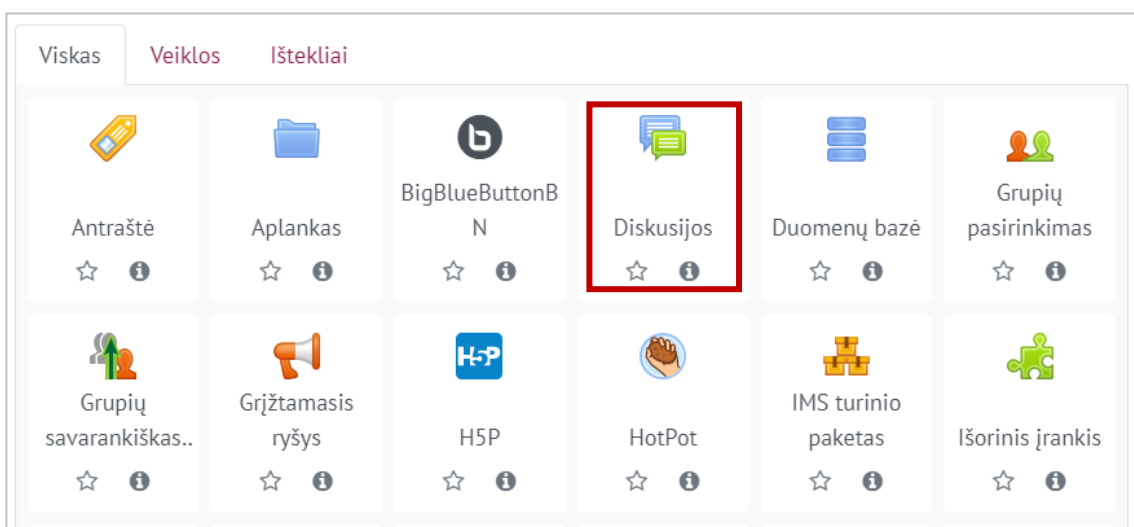 Viskas Veiklos Ištekliai
Antraštė
Aplankas
BigBlueButtonB
N
Diskusijos
Duomenų bazė
Grupių
pasirinkimas
Grupių
savarankiškas..
Grįžtamasis
ryšys
H5P
H5P
HotPot
IMS turinio
paketas
Išorinis įrankis